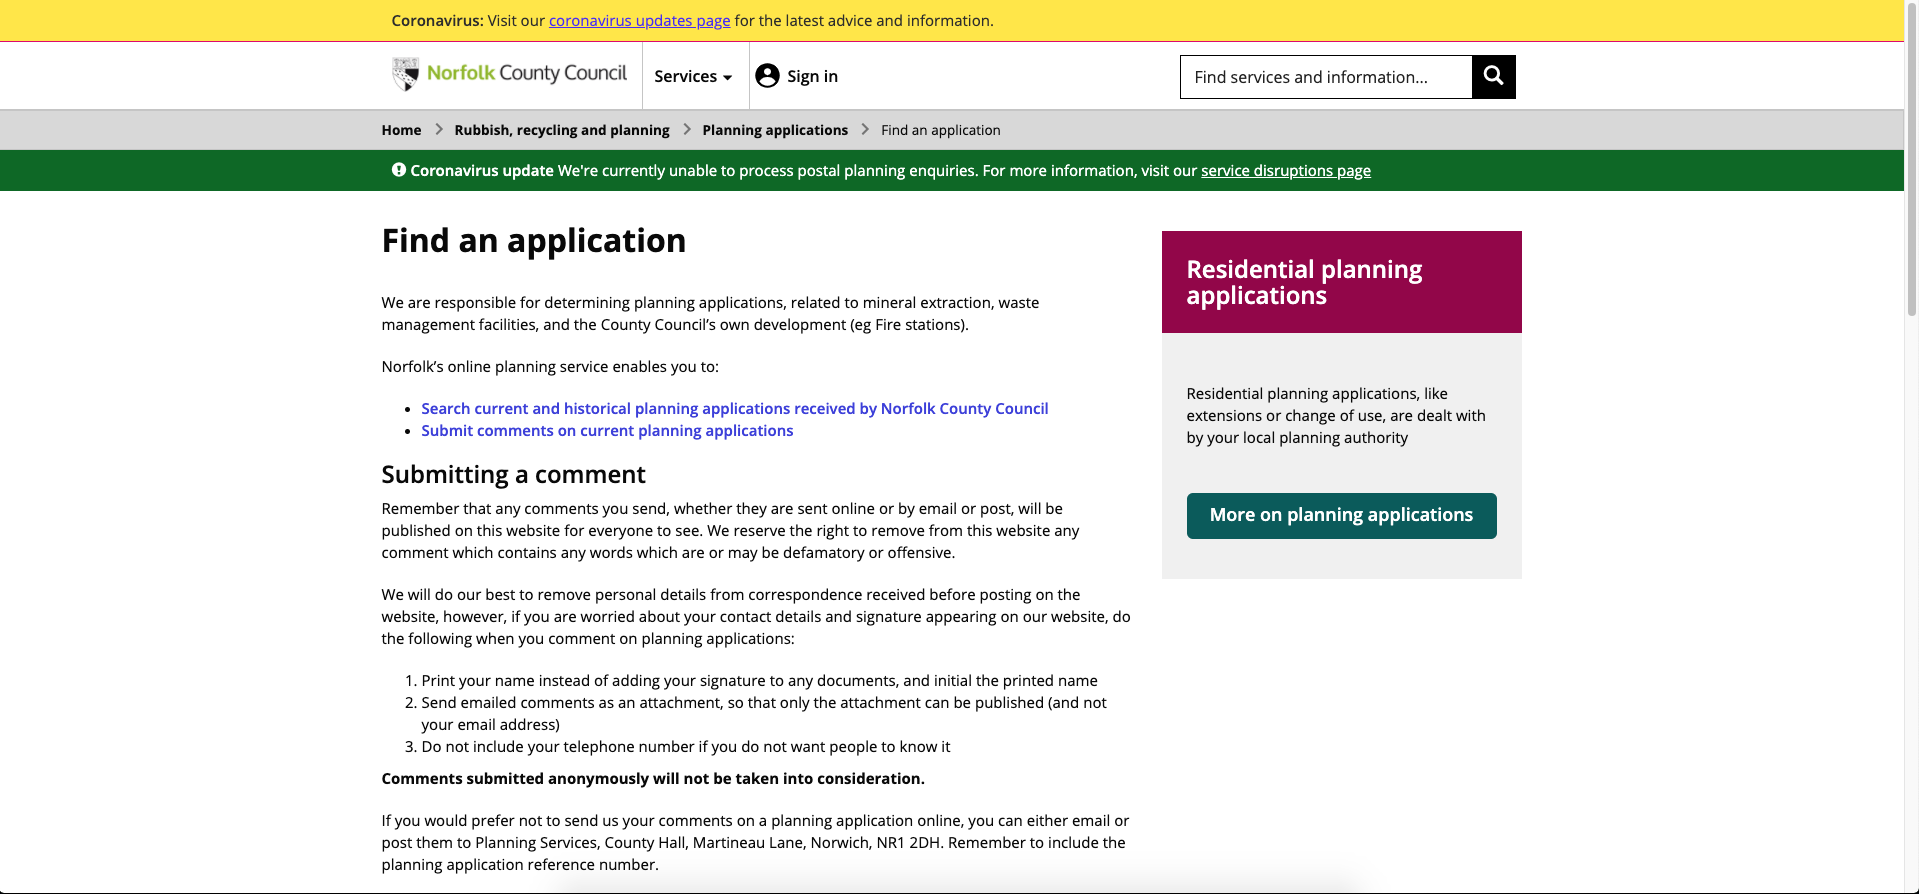 Coronavirus: Visit our coronavirus updates page for the latest advice and information.
Norfolk County Council
Services
Sign in
Find services and information...
Home
Rubbish, recycling and planning
Planning applications
Find an application
Coronavirus update We're currently unable to process postal planning enquiries. For more information, visit our service disruptions page
Find an application
We are responsible for determining planning applications, related to mineral extraction, waste
management facilities, and the County Council’s own development (eg Fire stations).
Norfolk’s online planning service enables you to:
• Search current and historical planning applications received by Norfolk County Council
• Submit comments on current planning applications
Submitting a comment
Remember that any comments you send, whether they are sent online or by email or post, will be
published on this website for everyone to see. We reserve the right to remove from this website any
comment which contains any words which are or may be defamatory or offensive.
We will do our best to remove personal details from correspondence received before posting on the
website, however, if you are worried about your contact details and signature appearing on our website, do
the following when you comment on planning applications:
1. Print your name instead of adding your signature to any documents, and initial the printed name
2. Send emailed comments as an attachment, so that only the attachment can be published (and not
your email address)
3. Do not include your telephone number if you do not want people to know it
Comments submitted anonymously will not be taken into consideration.
If you would prefer not to send us your comments on a planning application online, you can either email or
post them to Planning Services, County Hall, Martineau Lane, Norwich, NR1 2DH. Remember to include the
planning application reference number.
Residential planning
applications
Residential planning applications, like
extensions or change of use, are dealt with
by your local planning authority
More on planning applications